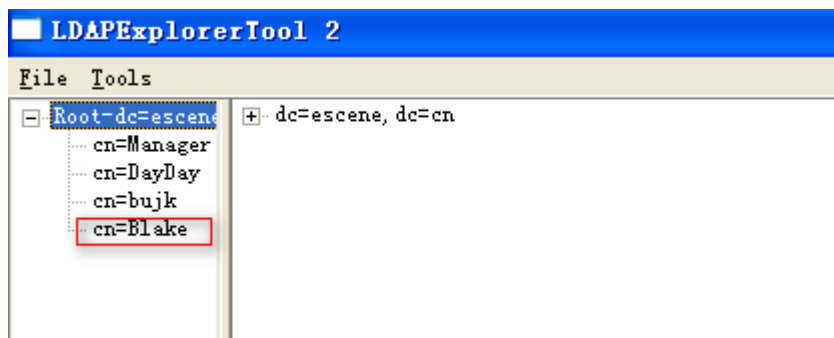 LDAPExplorerTool 2
File Tools
Root-dc=escene
dc=escene, dc=cn
cn=Manager
cn=DayDay
cn=bujk
cn=Blake